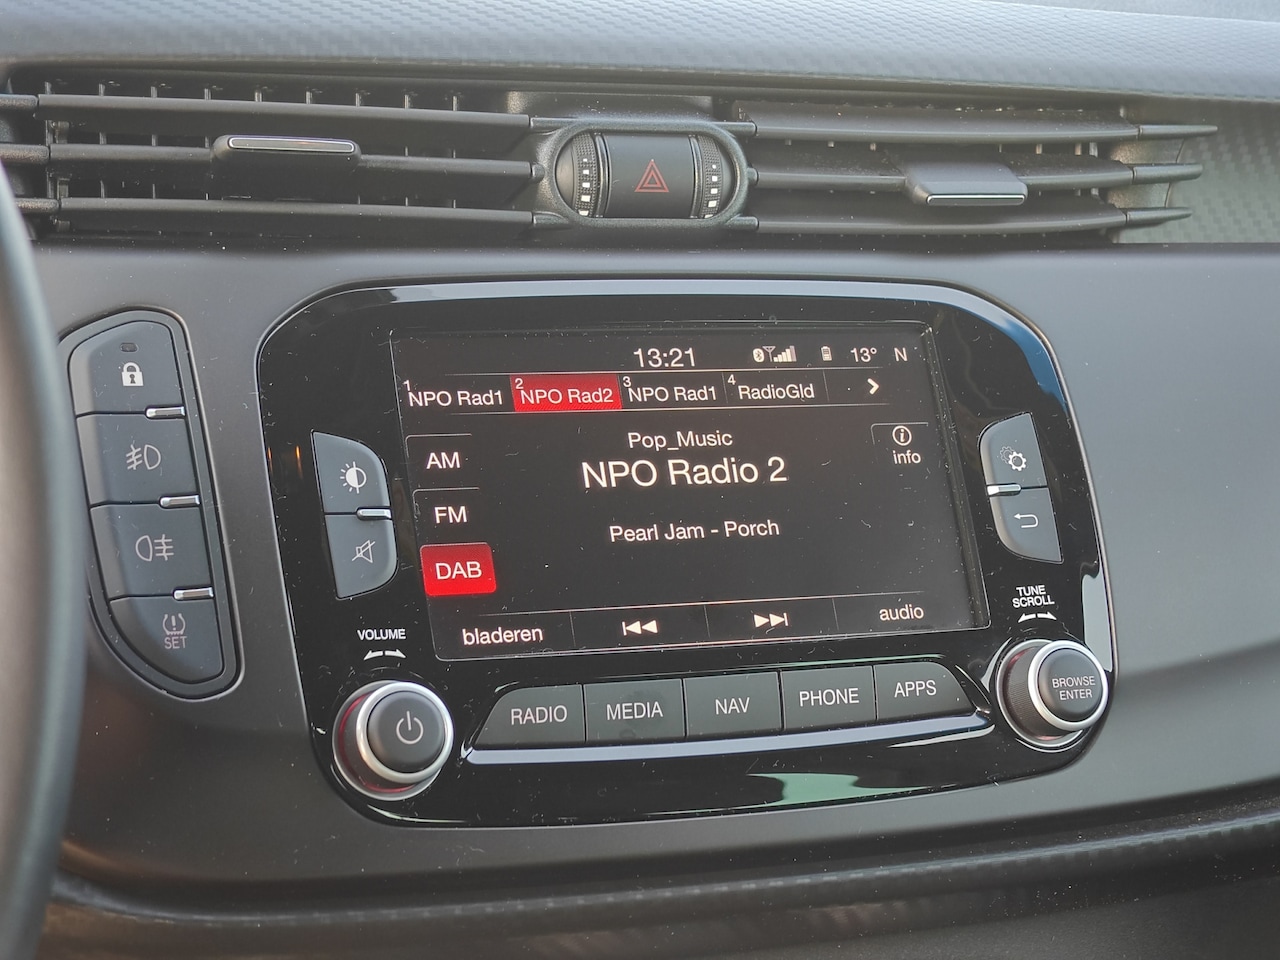 13:21 13° N
1 NPO Rad1 2 NPO Rad2 3 NPO Rad1 4 RadioGld >
Pop_Music
NPO Radio 2
Pearl Jam - Porch
AM
FM
DAB
i
info
bladeren audio
SET
VOLUME
TUNE
SCROLL
RADIO MEDIA NAV PHONE APPS
BROWSE
ENTER